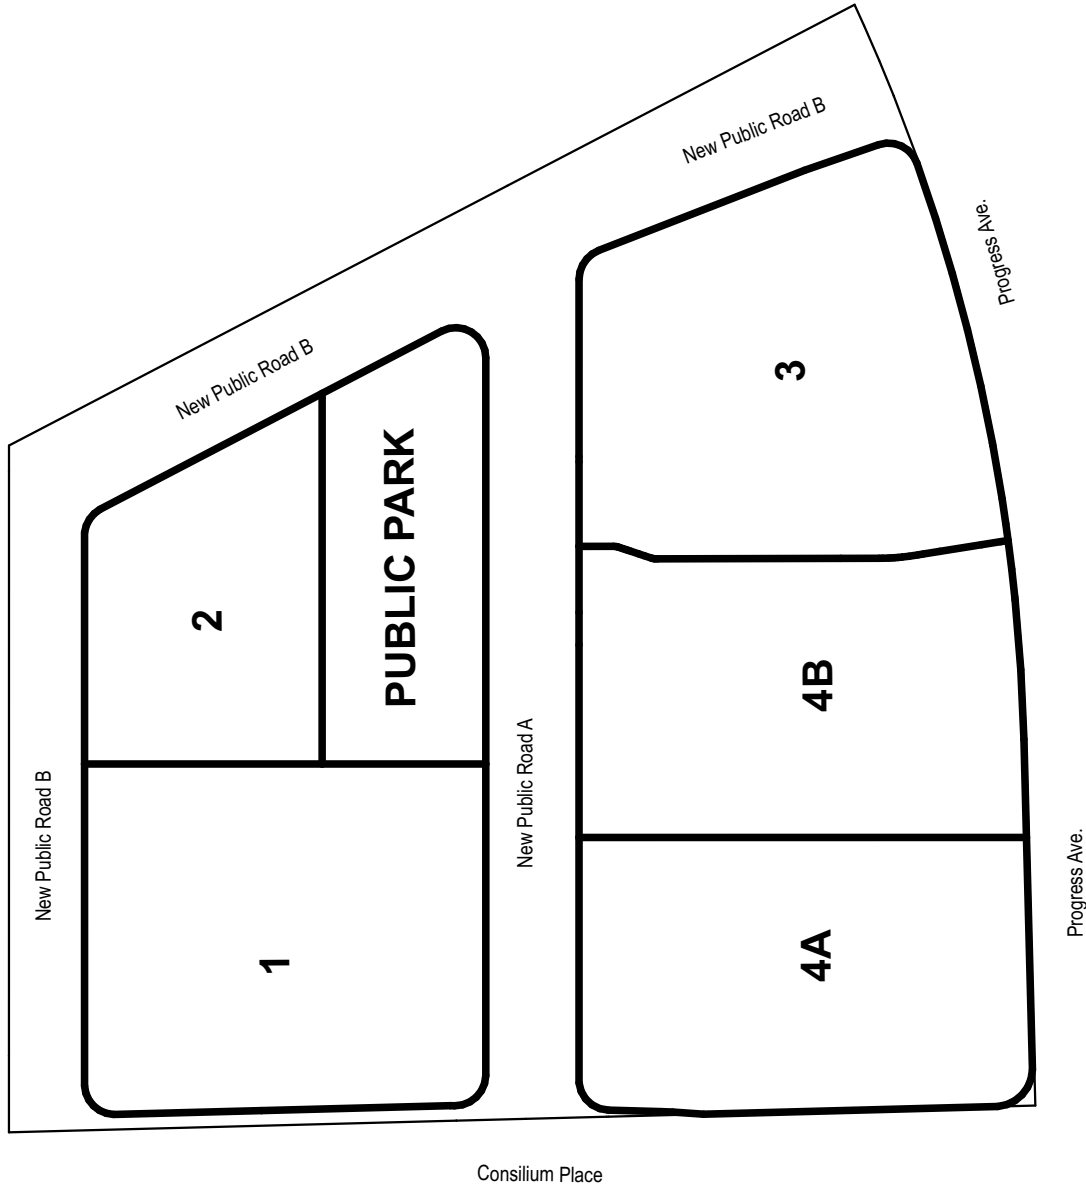 New Public Road B
Progress Ave.
New Public Road B
3
PUBLIC PARK
2
4B
New Public Road B
New Public Road A
Progress Ave.
1
4A
Consilium Place